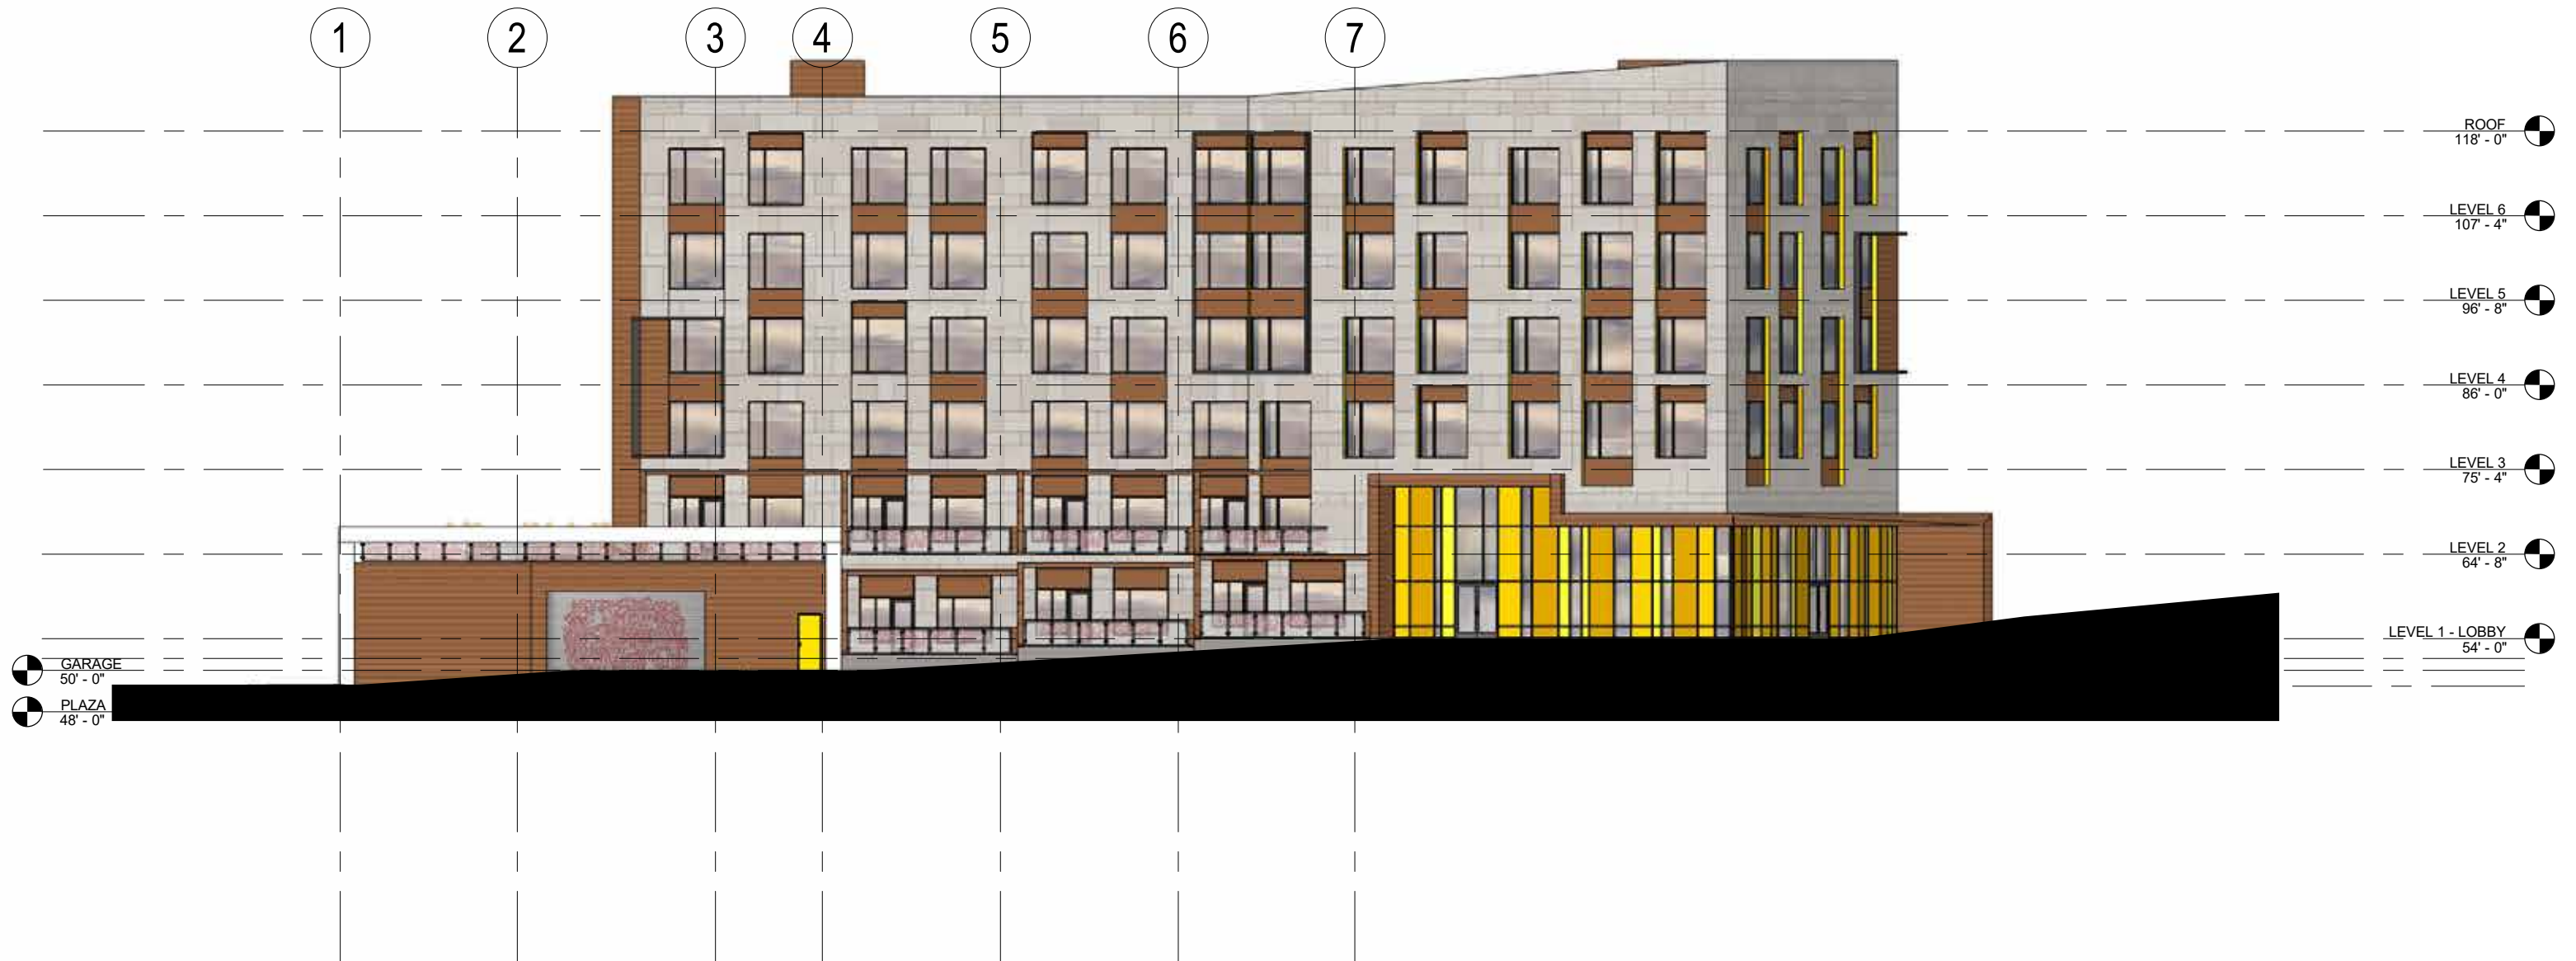 1 2 3 4 5 6 7
ROOF
118' - 0"
LEVEL 6
107' - 4"
LEVEL 5
96' - 8"
LEVEL 4
86' - 0"
LEVEL 3
75' - 4"
LEVEL 2
64' - 8"
LEVEL 1 - LOBBY
54' - 0"
GARAGE
50' - 0"
PLAZA
48' - 0"